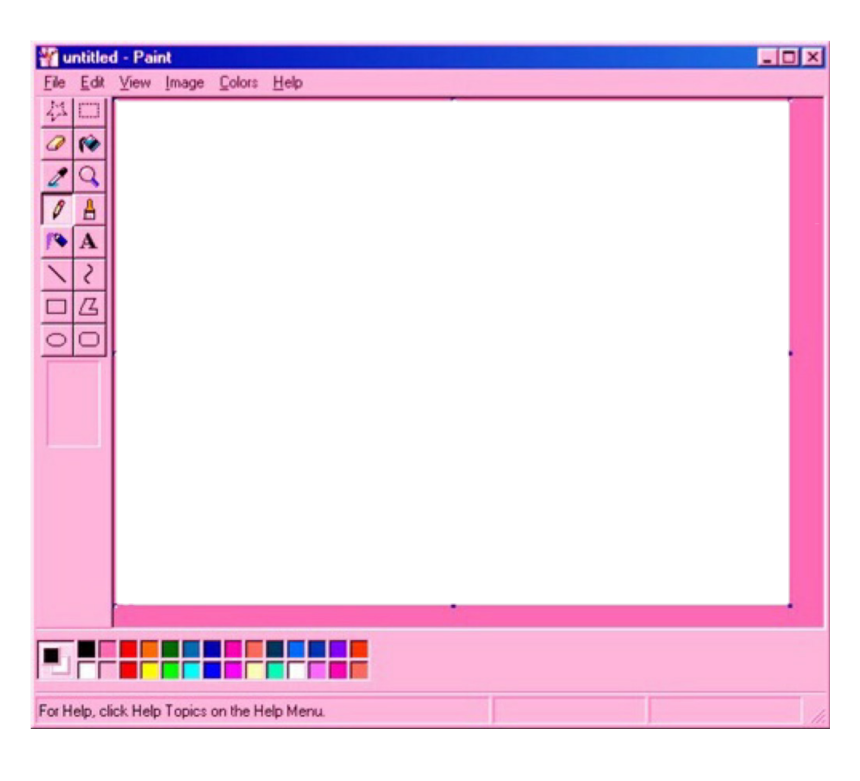 untitled - Paint
File Edit View Image Colors Help
A
For Help, click Help Topics on the Help Menu.